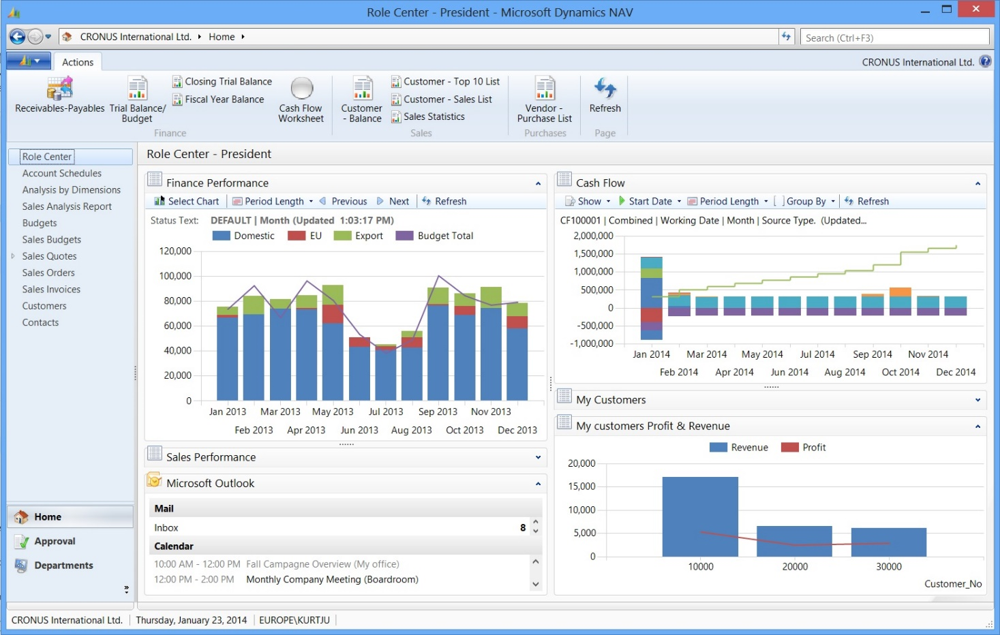 Role Center - President - Microsoft Dynamics NAV
CRONUS International Ltd. Home
Search (Ctrl+F3)
Actions
CRONUS International Ltd.
Receivables-Payables
Trial Balance/
Budget
Closing Trial Balance
Fiscal Year Balance
Cash Flow
Worksheet
Finance
Customer
- Balance
Customer - Top 10 List
Customer - Sales List
Sales Statistics
Sales
Vendor -
Purchase List
Purchases
Refresh
Page
Role Center
Account Schedules
Analysis by Dimensions
Sales Analysis Report
Budgets
Sales Budgets
Sales Quotes
Sales Orders
Sales Invoices
Customers
Contacts
Home
Approval
Departments
Role Center - President
Finance Performance
Select Chart Period Length Previous Next Refresh
Status Text: DEFAULT | Month (Updated 1:03:17 PM)
Domestic EU Export Budget Total
120,000
100,000
80,000
60,000
40,000
20,000
0
Jan 2013 Mar 2013 May 2013 Jul 2013 Sep 2013 Nov 2013
Feb 2013 Apr 2013 Jun 2013 Aug 2013 Oct 2013 Dec 2013
Sales Performance
Microsoft Outlook
Mail
Inbox 8
Calendar
10:00 AM - 12:00 PM Fall Campagne Overview (My office)
12:00 PM - 2:00 PM Monthly Company Meeting (Boardroom)
Cash Flow
Show Start Date Period Length [ ] Group By Refresh
CF100001 | Combined | Working Date | Month | Source Type. (Updated...
2,000,000
1,500,000
1,000,000
500,000
0
-500,000
-1,000,000
Jan 2014 Mar 2014 May 2014 Jul 2014 Sep 2014 Nov 2014
Feb 2014 Apr 2014 Jun 2014 Aug 2014 Oct 2014 Dec 2014
My Customers
My customers Profit & Revenue
Revenue Profit
20,000
15,000
10,000
5,000
0
10000 20000 30000
Customer_No
CRONUS International Ltd. Thursday, January 23, 2014 EUROPE\KURTJU